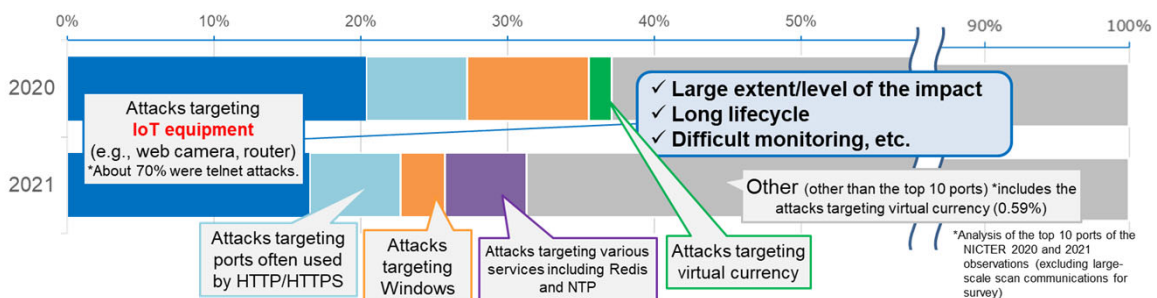 0% 10% 20% 30% 40% 50% 90% 100%
2020
✓ Large extent/level of the impact
✓ Long lifecycle
✓ Difficult monitoring, etc.
Attacks targeting
IoT equipment
(e.g., web camera, router)
*About 70% were telnet attacks.
2021
Other (other than the top 10 ports) *includes the
attacks targeting virtual currency (0.59%)
Attacks targeting
ports often used
by HTTP/HTTPS
Attacks
targeting
Windows
Attacks targeting various
services including Redis
and NTP
Attacks targeting
virtual currency
*Analysis of the top 10 ports of the
NICTER 2020 and 2021
observations (excluding large-
scale scan communications for
survey)